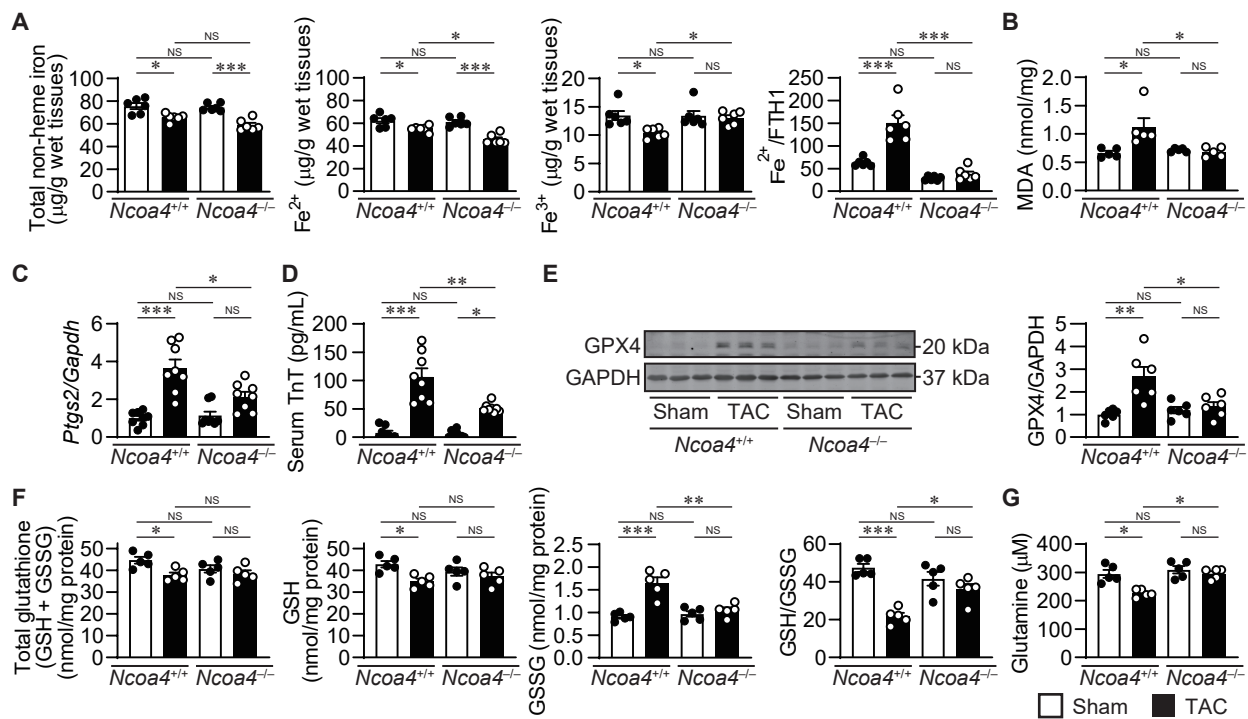 A
NS
NS
*
***
Total non-heme iron
(μg/g wet tissues)
100
80
60
40
20
0
Ncoa4+/+
Ncoa4−/−
*
NS
*
***
Fe2+ (μg/g wet tissues)
100
80
60
40
20
0
Ncoa4+/+
Ncoa4−/−
*
NS
*
NS
Fe3+ (μg/g wet tissues)
20
15
10
5
0
Ncoa4+/+
Ncoa4−/−
***
NS
***
NS
Fe2+/FTH1
250
200
150
100
50
0
Ncoa4+/+
Ncoa4−/−
B
*
NS
*
NS
MDA (nmol/mg)
2.0
1.5
1.0
0.5
0.0
Ncoa4+/+
Ncoa4−/−
C
*
NS
***
NS
Ptgs2/Gapdh
6
4
2
0
Ncoa4+/+
Ncoa4−/−
D
**
NS
***
*
Serum TnT (pg/mL)
200
150
100
50
0
Ncoa4+/+
Ncoa4−/−
E
GPX4
20 kDa
GAPDH
37 kDa
Sham TAC Sham TAC
Ncoa4+/+ Ncoa4−/−
*
NS
**
NS
GPX4/GAPDH
5
4
3
2
1
0
Ncoa4+/+
Ncoa4−/−
F
NS
NS
*
NS
Total glutathione
(GSH + GSSG)
(nmol/mg protein)
50
40
30
20
10
0
Ncoa4+/+
Ncoa4−/−
NS
NS
*
NS
GSH
(nmol/mg protein)
50
40
30
20
10
0
Ncoa4+/+
Ncoa4−/−
**
NS
***
NS
GSSG (nmol/mg protein)
2.5
2.0
1.5
1.0
0.5
0.0
Ncoa4+/+
Ncoa4−/−
*
NS
***
NS
GSH/GSSG
60
40
20
0
Ncoa4+/+
Ncoa4−/−
G
*
NS
*
NS
Glutamine (μM)
400
300
200
100
0
Ncoa4+/+
Ncoa4−/−
Sham TAC